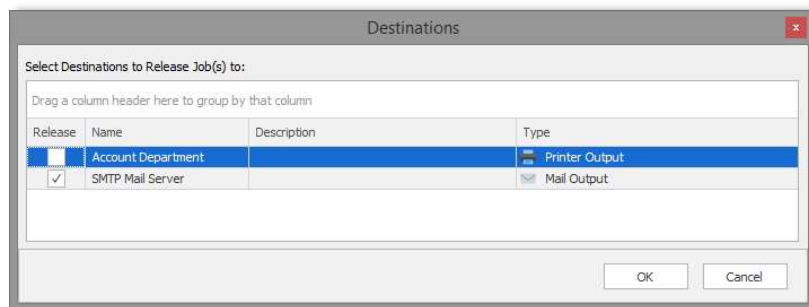 Destinations
Select Destinations to Release Job(s) to:
Drag a column header here to group by that column
Release Name Description Type
Account Department Printer Output
SMTP Mail Server Mail Output
OK Cancel